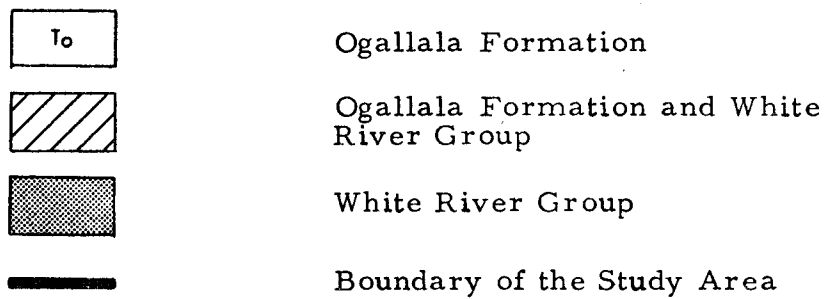 To
Ogallala Formation
Ogallala Formation and White
River Group
White River Group
Boundary of the Study Area